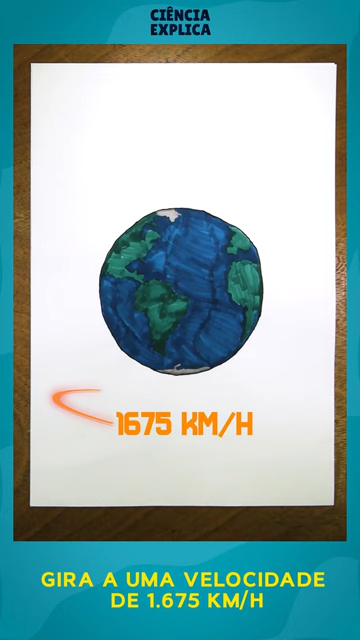 CIÊNCIA
EXPLICA
1675 KM/H
GIRA A UMA VELOCIDADE
DE 1.675 KM/H